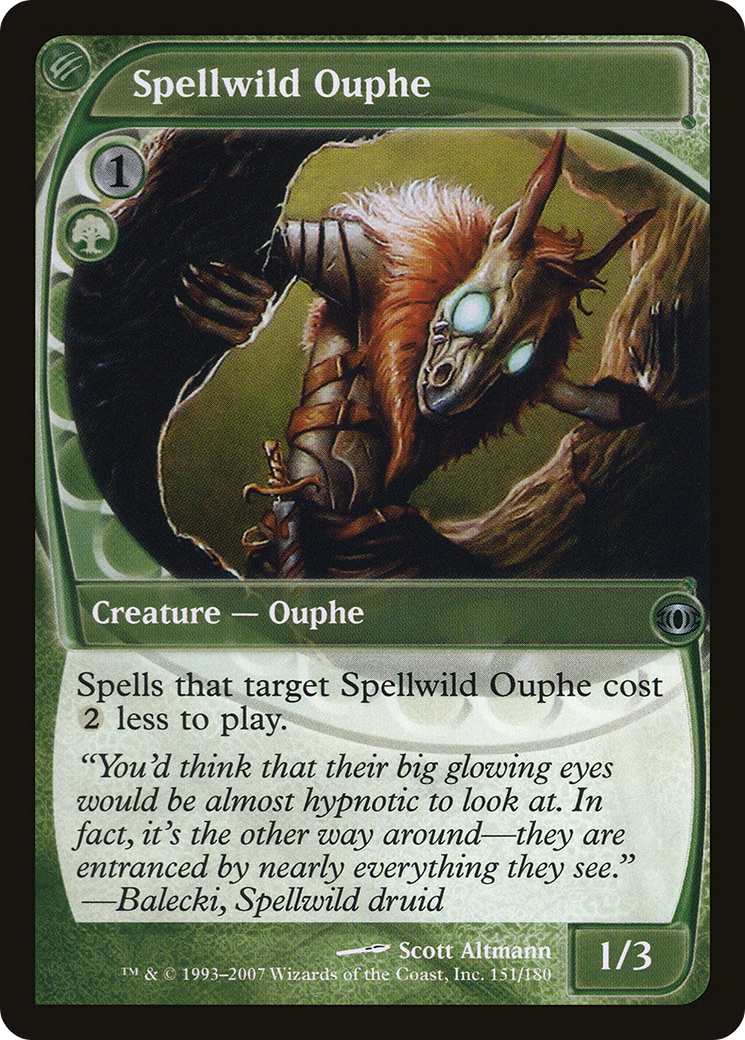 Spellwild Ouphe
1
Creature — Ouphe
Spells that target Spellwild Ouphe cost
2 less to play.
“You’d think that their big glowing eyes
would be almost hypnotic to look at. In
fact, it’s the other way around—they are
entranced by nearly everything they see.”
—Balecki, Spellwild druid
Scott Altmann
1/3
™ & © 1993–2007 Wizards of the Coast, Inc. 151/180